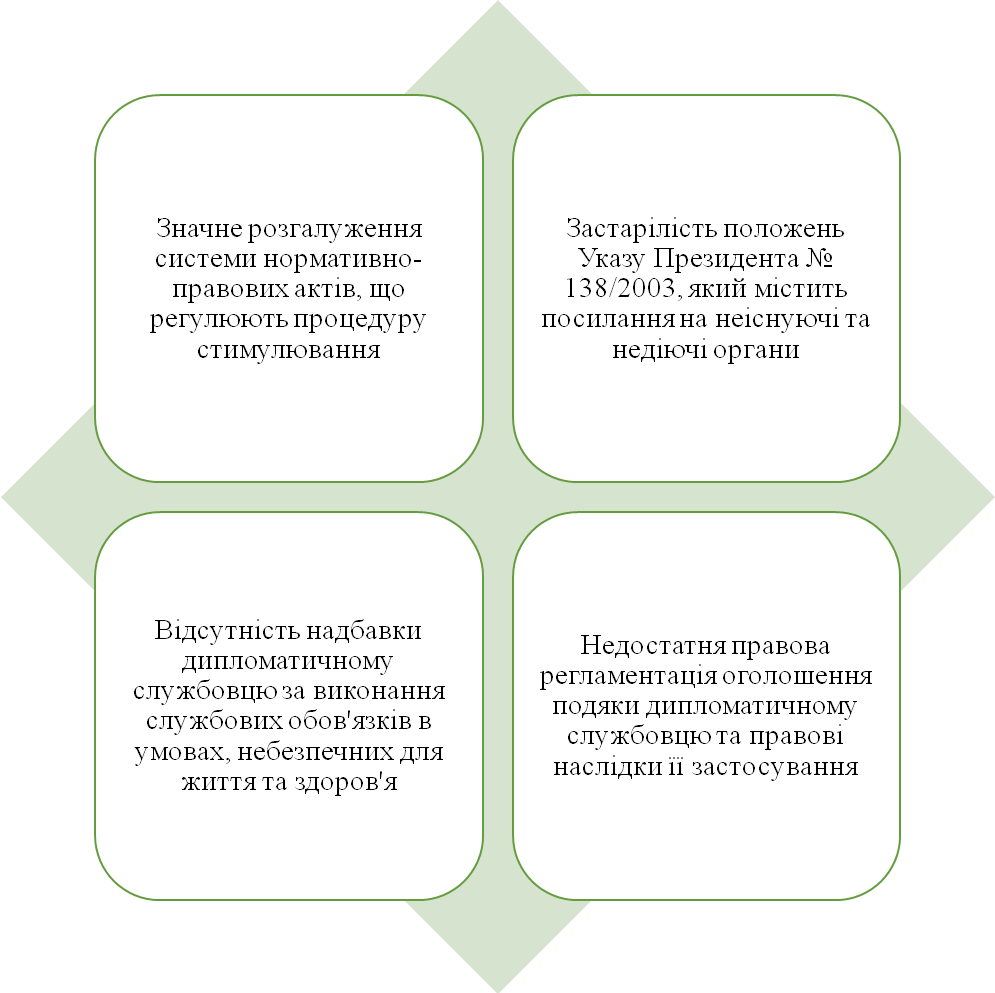 Значне розгалуження
системи нормативно-
правових актів, що
регулюють процедуру
стимулювання
Застарілість положень
Указу Президента №
138/2003, який містить
посилання на неіснуючі та
недіючі органи
Відсутність надбавки
дипломатичному
службовцю за виконання
службових обов'язків в
умовах, небезпечних для
життя та здоров'я
Недостатня правова
регламентація оголошення
подяки дипломатичному
службовцю та правові
наслідки її застосування